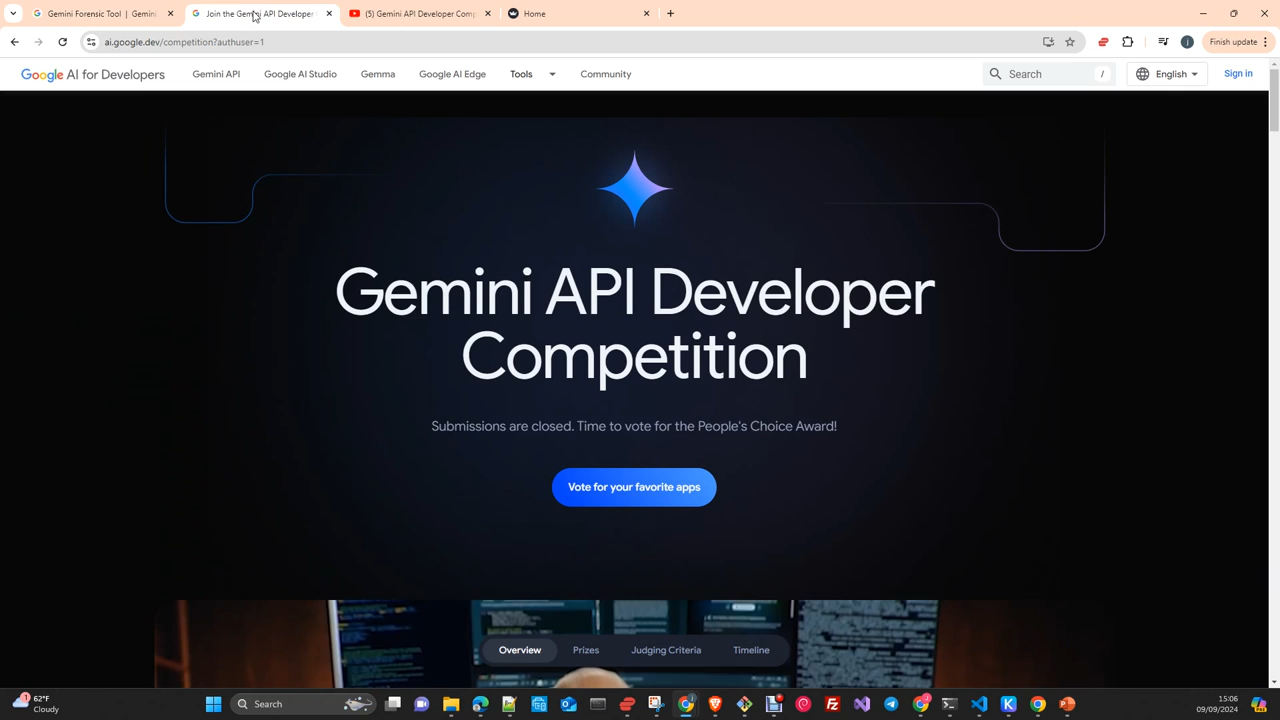 Gemini Forensic Tool | Gemini
Join the Gemini API Developer
(5) Gemini API Developer Comp
Home
ai.google.dev/competition?authuser=1
Finish update
Google AI for Developers
Gemini API
Google AI Studio
Gemma
Google AI Edge
Tools
Community
Search
/
English
Sign in
Gemini API Developer
Competition
Submissions are closed. Time to vote for the People's Choice Award!
Vote for your favorite apps
Overview
Prizes
Judging Criteria
Timeline
62°F
Cloudy
Search
15:06
09/09/2024